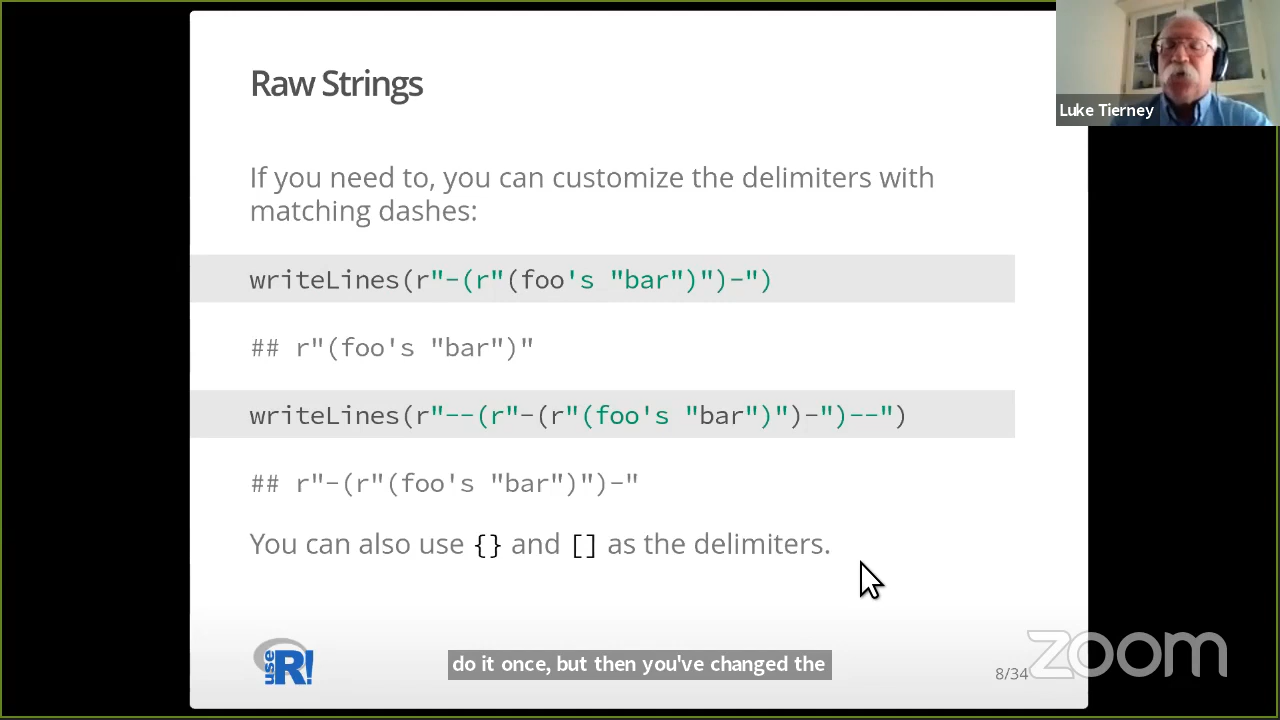 Raw Strings
Luke Tierney
If you need to, you can customize the delimiters with
matching dashes:
writeLines(r"-(r"(foo's "bar")")-")
## r"(foo's "bar")"
writeLines(r"--(r"-(r"(foo's "bar")")-")--")
## r"-(r"(foo's "bar")")-"
You can also use {} and [] as the delimiters.
use R!
do it once, but then you've changed the
8/34
zoom